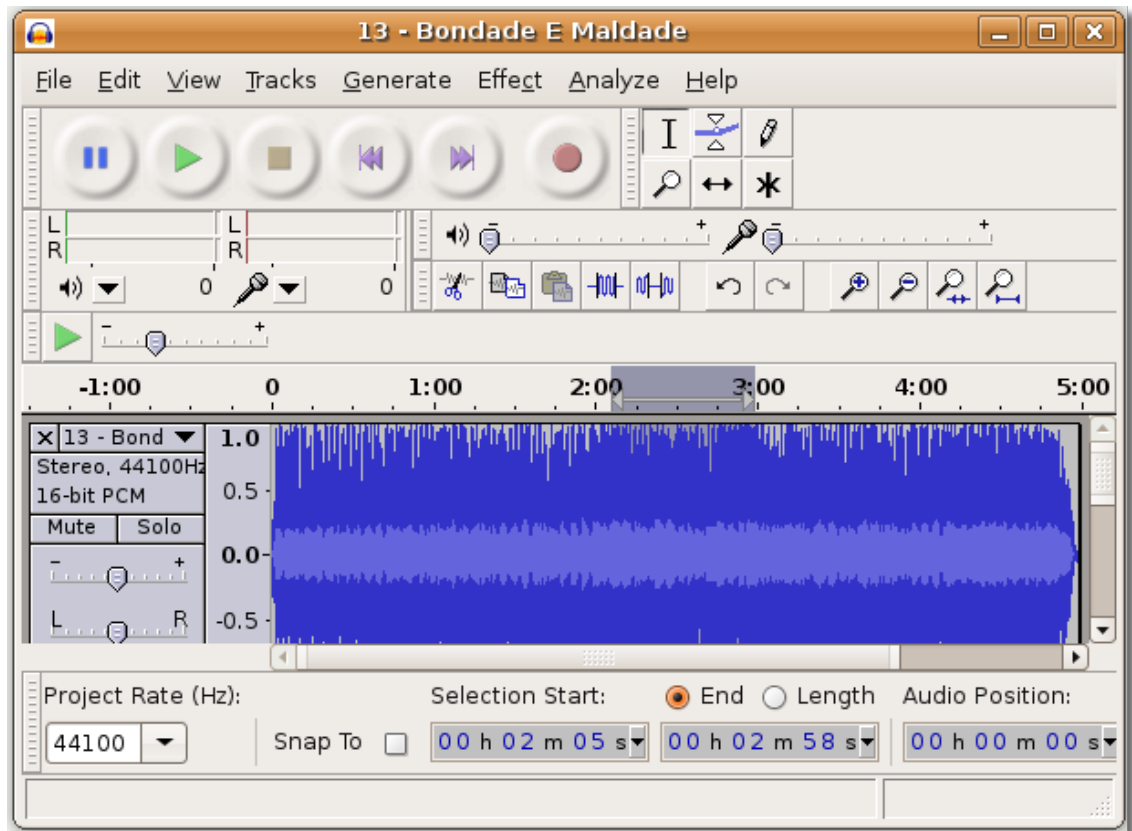 13 - Bondade E Maldade
File Edit View Tracks Generate Effect Analyze Help
L L
R R
0 0
- +
- +
- +
-1:00 0 1:00 2:00 3:00 4:00 5:00
13 - Bond
Stereo, 44100Hz
16-bit PCM
Mute Solo
- +
L R
1.0
0.5
0.0
-0.5
Project Rate (Hz): Selection Start: End Length Audio Position:
44100 Snap To 00 h 02 m 05 s 00 h 02 m 58 s 00 h 00 m 00 s